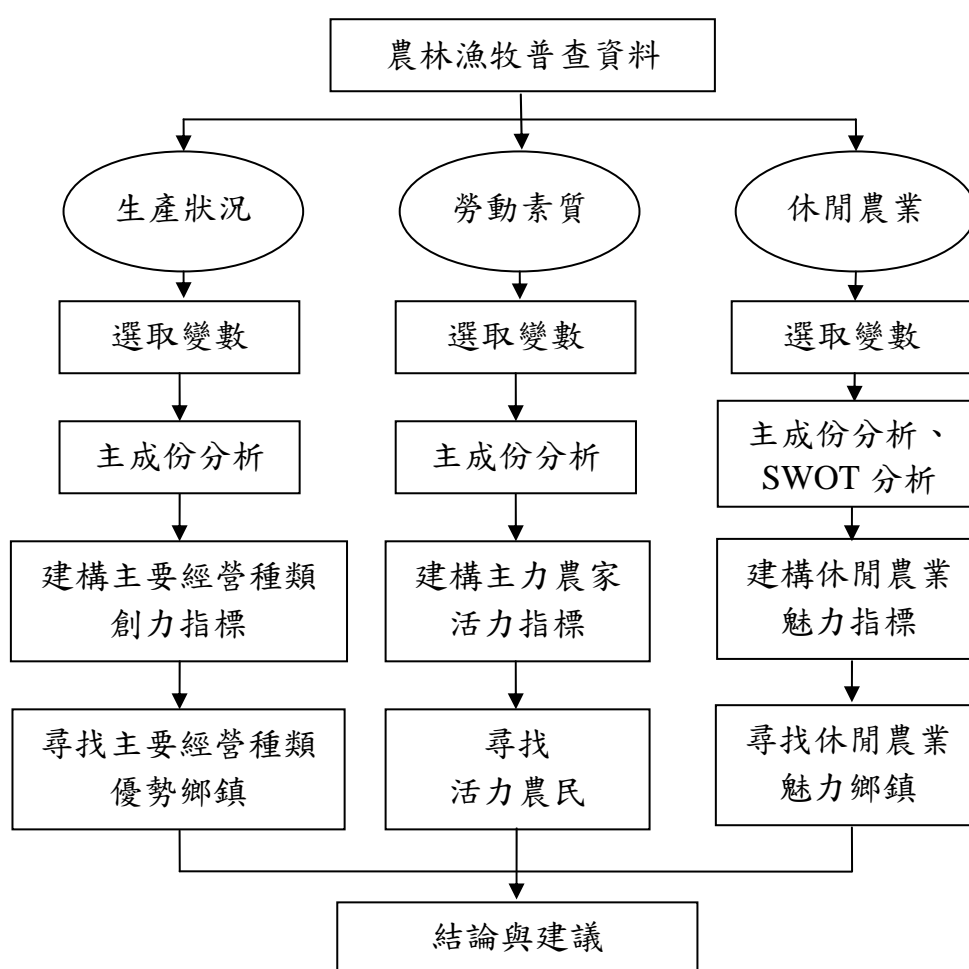 農林漁牧普查資料
生產狀況
勞動素質
休閒農業
選取變數
選取變數
選取變數
主成份分析
主成份分析
主成份分析、
SWOT 分析
建構主要經營種類
創力指標
建構主力農家
活力指標
建構休閒農業
魅力指標
尋找主要經營種類
優勢鄉鎮
尋找
活力農民
尋找休閒農業
魅力鄉鎮
結論與建議